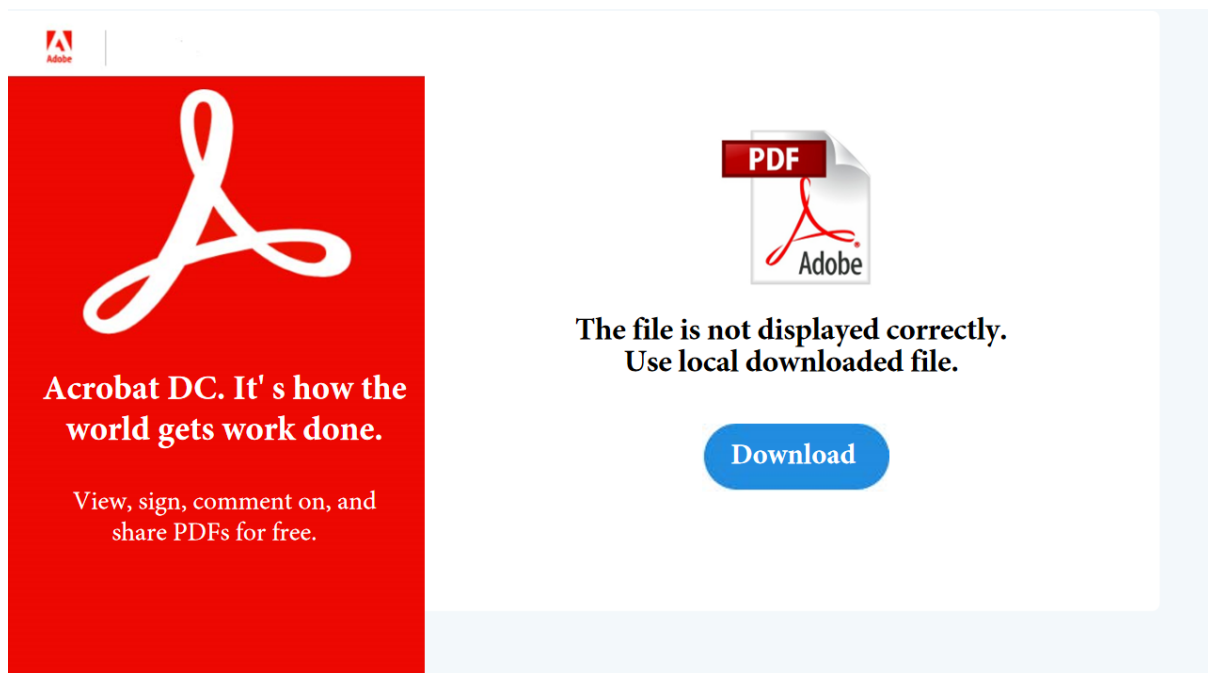 Adobe
Acrobat DC. It' s how the
world gets work done.
View, sign, comment on, and
share PDFs for free.
PDF
Adobe
The file is not displayed correctly.
Use local downloaded file.
Download